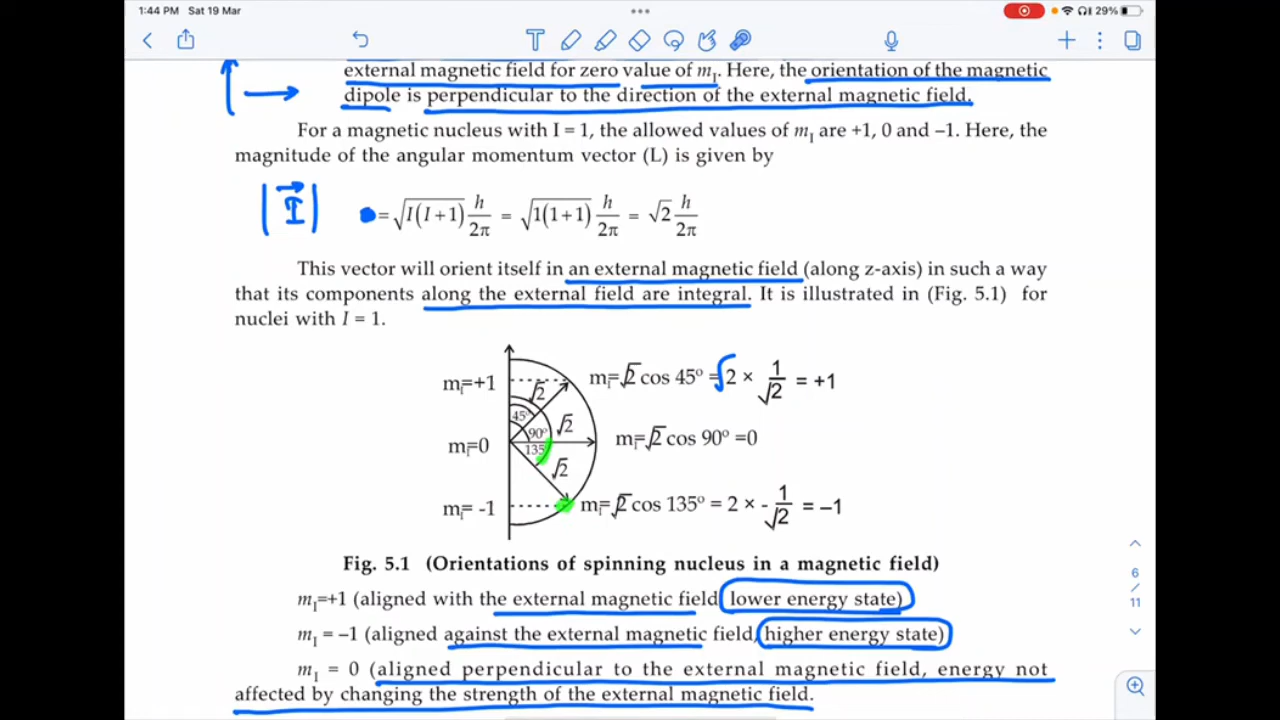 1:44 PM Sat 19 Mar
29%
external magnetic field for zero value of mI. Here, the orientation of the magnetic
dipole is perpendicular to the direction of the external magnetic field.
For a magnetic nucleus with I = 1, the allowed values of mI are +1, 0 and –1. Here, the
magnitude of the angular momentum vector (L) is given by
|I⃗| = √I(I+1) h/2π = √1(1+1) h/2π = √2 h/2π
This vector will orient itself in an external magnetic field (along z-axis) in such a way
that its components along the external field are integral. It is illustrated in (Fig. 5.1) for
nuclei with I = 1.
mI=+1
√2
45°
mI=√2 cos 45° = √2 × 1/√2 = +1
mI=0
90°
√2
mI=√2 cos 90° =0
135
√2
mI= -1
mI=√2 cos 135° = 2 × - 1/√2 = –1
Fig. 5.1 (Orientations of spinning nucleus in a magnetic field)
mI=+1 (aligned with the external magnetic field lower energy state)
mI = –1 (aligned against the external magnetic field, higher energy state)
mI = 0 (aligned perpendicular to the external magnetic field, energy not
affected by changing the strength of the external magnetic field.
6
/
11